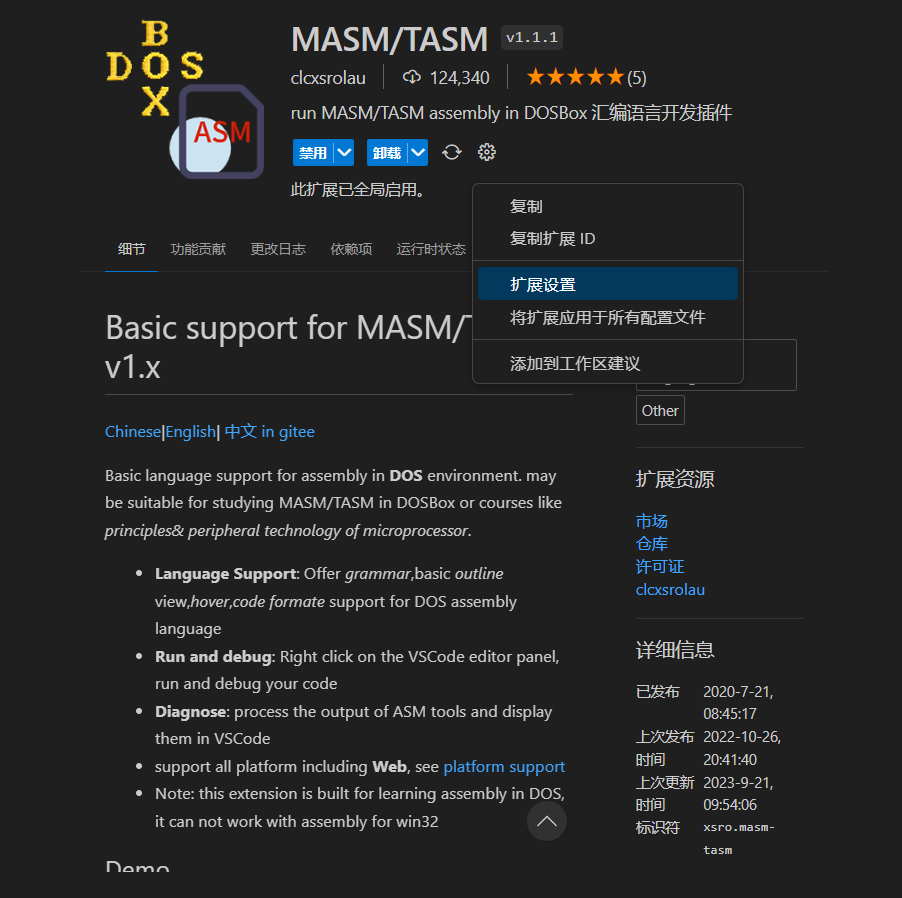 B
DOS
X
ASM
MASM/TASM v1.1.1
clcxsrolau 124,340 (5)
run MASM/TASM assembly in DOSBox 汇编语言开发插件
禁用 卸载
此扩展已全局启用。
复制
复制扩展 ID
扩展设置
将扩展应用于所有配置文件
添加到工作区建议
细节 功能贡献 更改日志 依赖项 运行时状态
Basic support for MASM/
v1.x
Chinese|English| 中文 in gitee
Basic language support for assembly in DOS environment. may
be suitable for studying MASM/TASM in DOSBox or courses like
principles& peripheral technology of microprocessor.
• Language Support: Offer grammar,basic outline
view,hover,code formate support for DOS assembly
language
• Run and debug: Right click on the VSCode editor panel,
run and debug your code
• Diagnose: process the output of ASM tools and display
them in VSCode
• support all platform including Web, see platform support
• Note: this extension is built for learning assembly in DOS,
it can not work with assembly for win32
Demo
Other
扩展资源
市场
仓库
许可证
clcxsrolau
详细信息
已发布 2020-7-21,
08:45:17
上次发布 2022-10-26,
时间 20:41:40
上次更新 2023-9-21,
时间 09:54:06
标识符 xsro.masm-
tasm